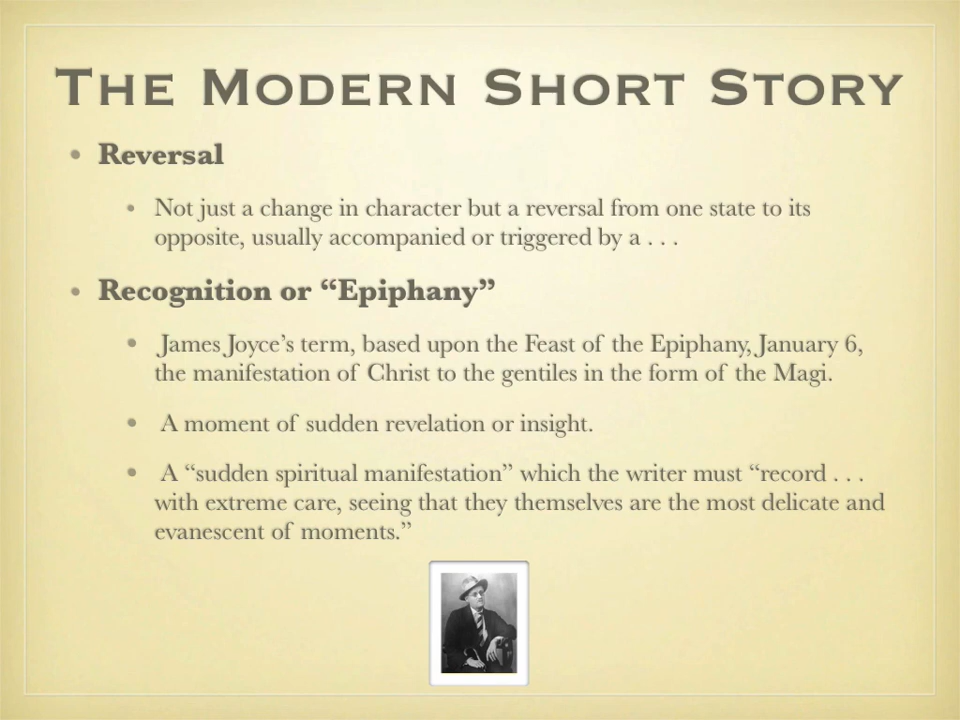 The Modern Short Story
• Reversal
• Not just a change in character but a reversal from one state to its
opposite, usually accompanied or triggered by a . . .
• Recognition or “Epiphany”
• James Joyce’s term, based upon the Feast of the Epiphany, January 6,
the manifestation of Christ to the gentiles in the form of the Magi.
• A moment of sudden revelation or insight.
• A “sudden spiritual manifestation” which the writer must “record . . .
with extreme care, seeing that they themselves are the most delicate and
evanescent of moments.”